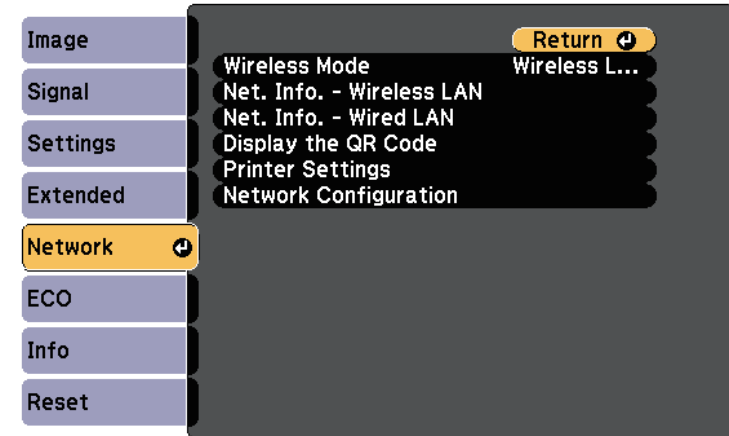 Image
Signal
Settings
Extended
Network
ECO
Info
Reset
Return
Wireless Mode Wireless L...
Net. Info. - Wireless LAN
Net. Info. - Wired LAN
Display the QR Code
Printer Settings
Network Configuration